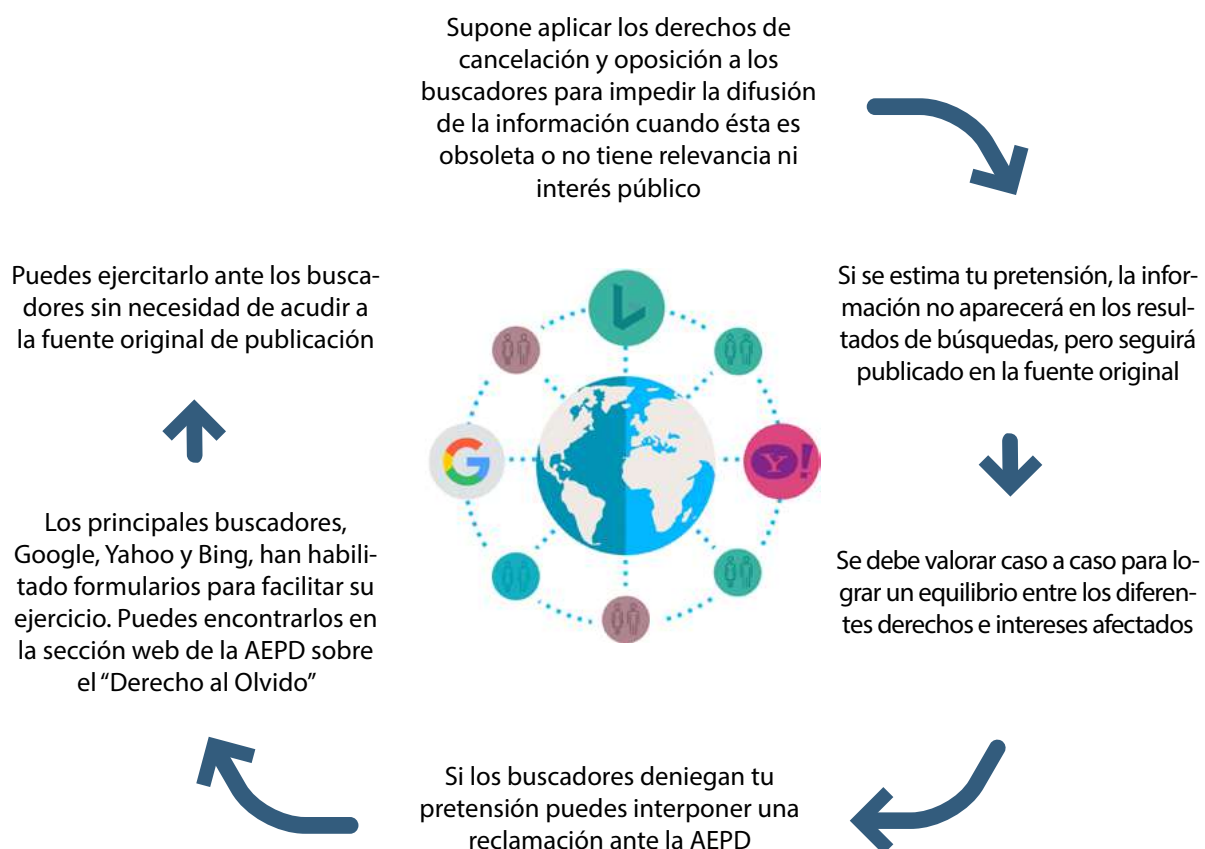 Supone aplicar los derechos de
cancelación y oposición a los
buscadores para impedir la difusión
de la información cuando ésta es
obsoleta o no tiene relevancia ni
interés público
Si se estima tu pretensión, la infor-
mación no aparecerá en los resul-
tados de búsquedas, pero seguirá
publicado en la fuente original
Se debe valorar caso a caso para lo-
grar un equilibrio entre los diferen-
tes derechos e intereses afectados
Si los buscadores deniegan tu
pretensión puedes interponer una
reclamación ante la AEPD
Los principales buscadores,
Google, Yahoo y Bing, han habili-
tado formularios para facilitar su
ejercicio. Puedes encontrarlos en
la sección web de la AEPD sobre
el “Derecho al Olvido”
Puedes ejercitarlo ante los busca-
dores sin necesidad de acudir a
la fuente original de publicación
G
Y!